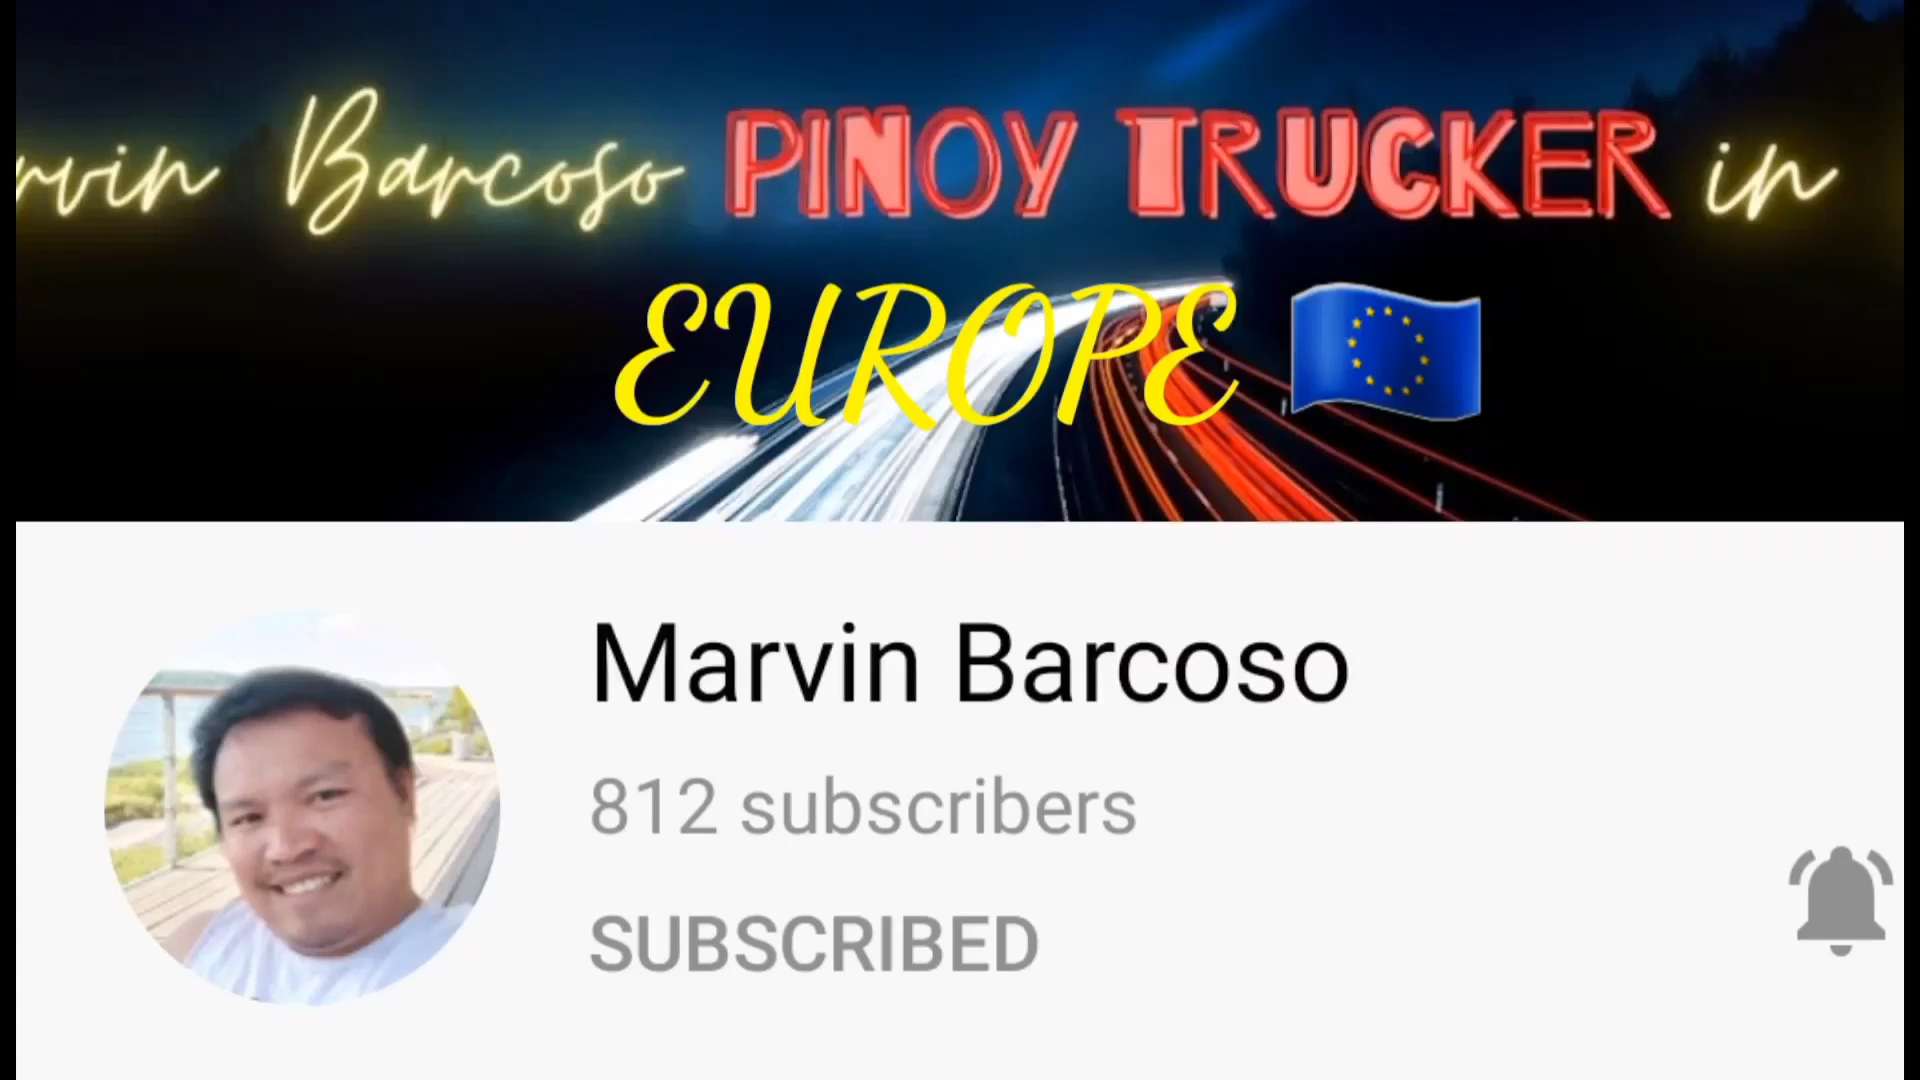 rvin Barcoso PINOY TRUCKER in
EUROPE
Marvin Barcoso
812 subscribers
SUBSCRIBED